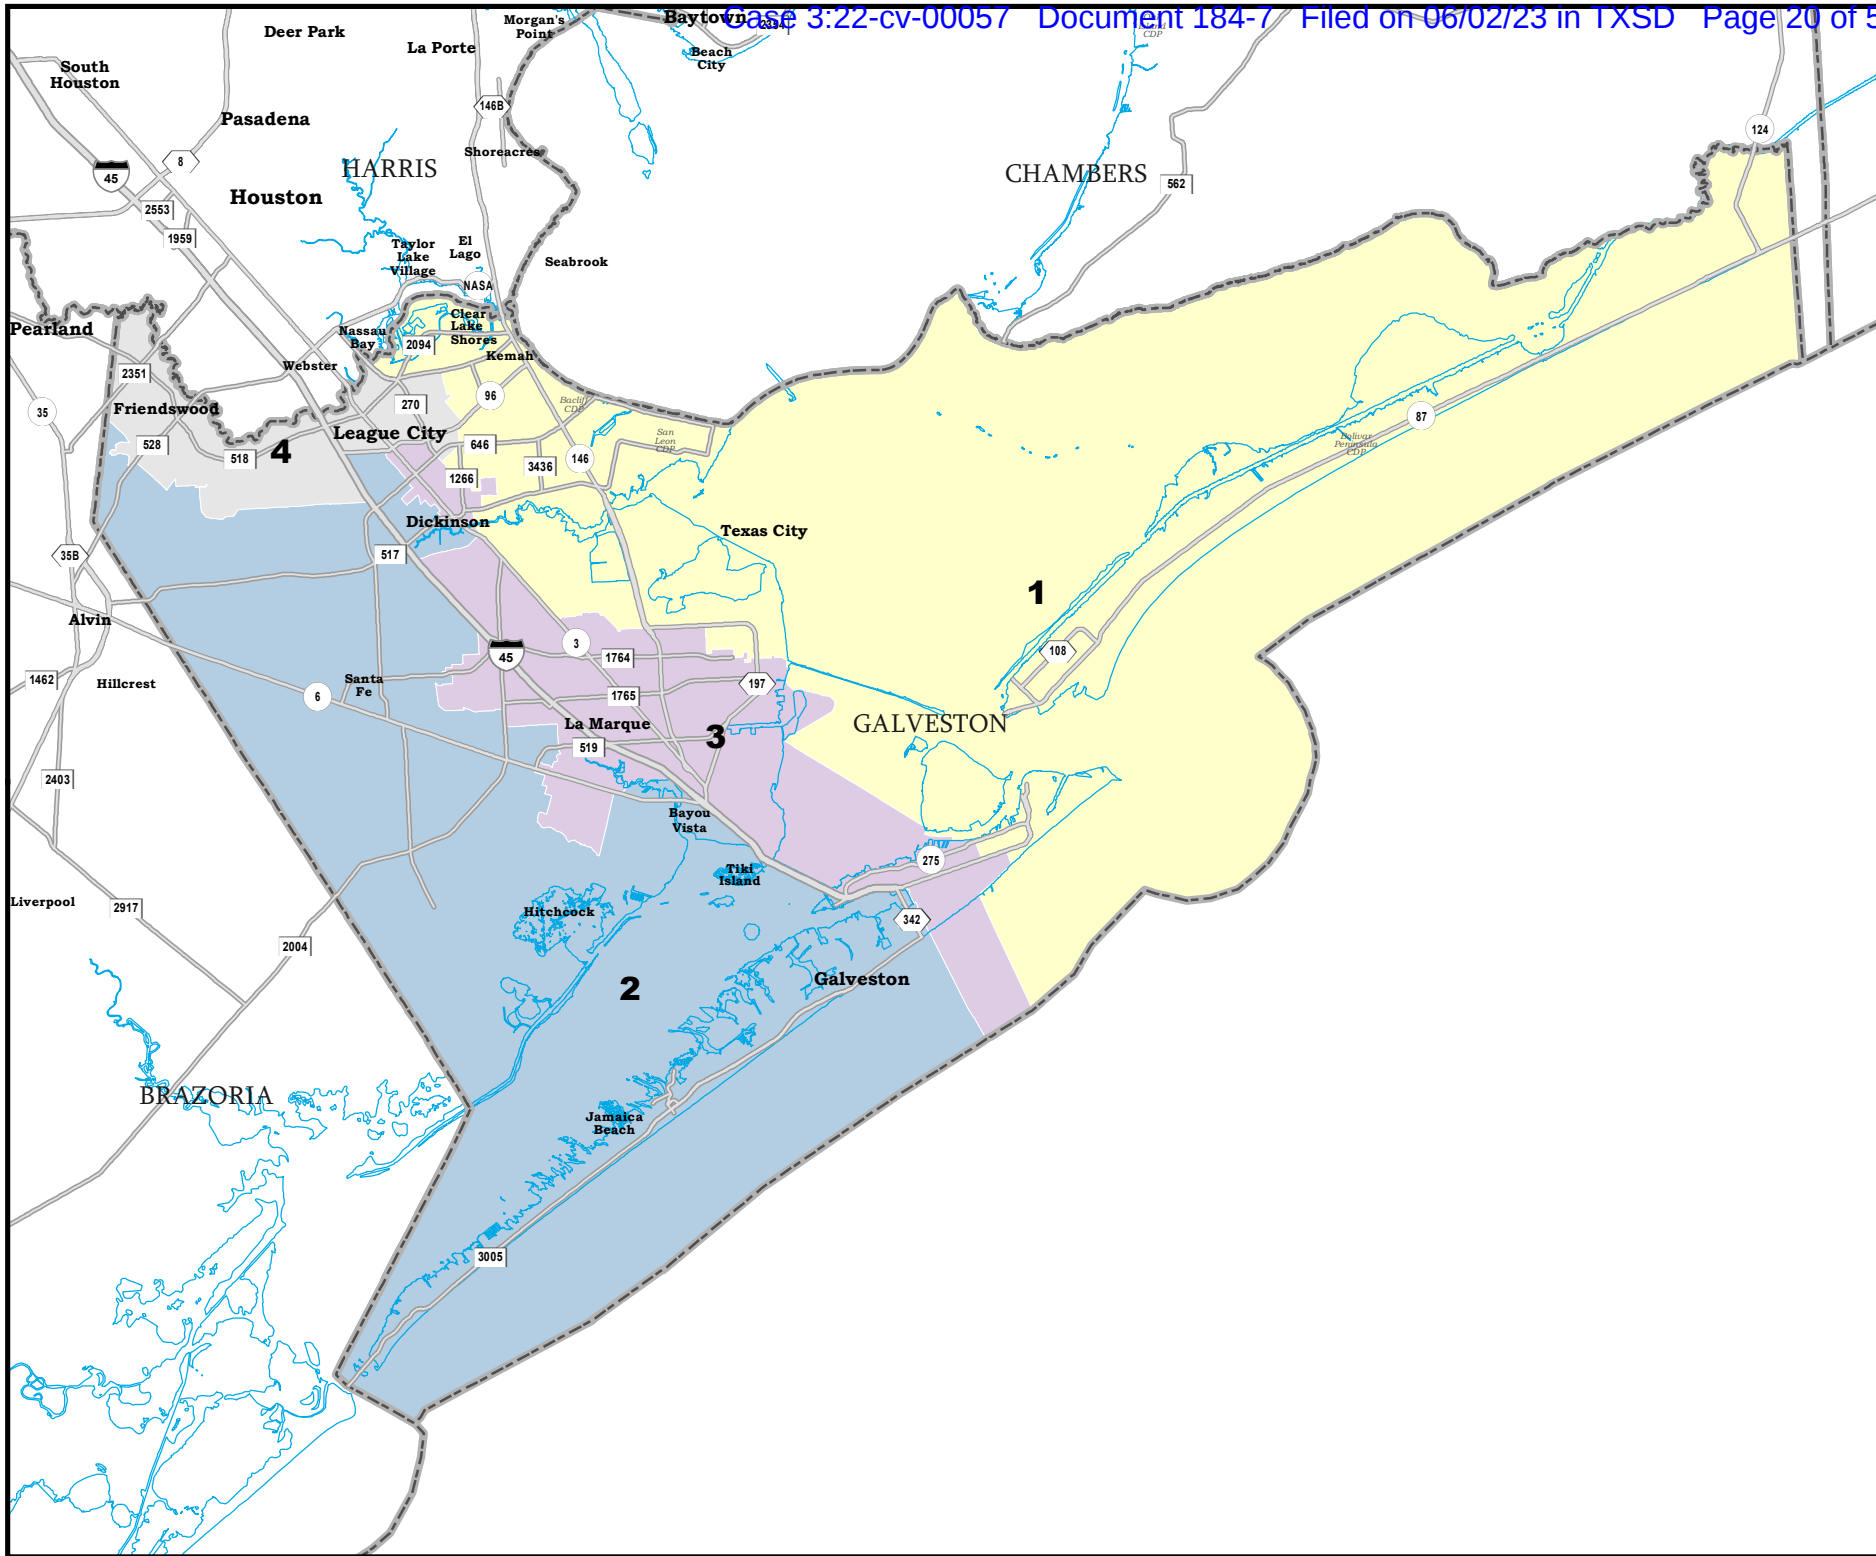 Case 3:22-cv-00057 Document 184-7 Filed on 06/02/23 in TXSD Page 20 of 5
Deer Park
La Porte
Morgan's
Point
Baytown
Beach
City
CDP
South
Houston
Pasadena
146B
Shoreacres
8
HARRIS
45
Houston
2553
1959
CHAMBERS
562
124
Taylor
Lake
Village
El
Lago
Seabrook
NASA
Pearland
Nassau
Bay
Clear
Lake
Shores
2094
Kemah
Webster
2351
35
Friendswood
270
96
Bacliff
CDP
League City
528
518
4
646
3436
146
San
Leon
CDP
1266
87
Bolivar
Peninsula
CDP
Dickinson
Texas City
35B
517
1
Alvin
3
45
1764
108
1462
Hillcrest
Santa
Fe
6
1765
197
La Marque
3
GALVESTON
519
2403
Bayou
Vista
275
Tiki
Island
Liverpool
2917
Hitchcock
342
2004
2
Galveston
BRAZORIA
Jamaica
Beach
3005